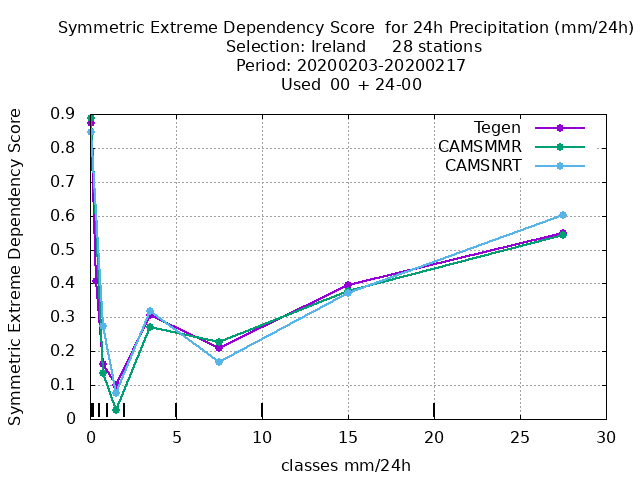 Symmetric Extreme Dependency Score  for 24h Precipitation (mm/24h)
Selection: Ireland     28 stations
Period: 20200203-20200217
Used  00 + 24-00
Symmetric Extreme Dependency Score
0.9
0.8
0.7
0.6
0.5
0.4
0.3
0.2
0.1
0
Tegen
CAMSMMR
CAMSNRT
0 5 10 15 20 25 30
classes mm/24h